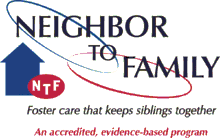 NEIGHBOR
TO
FAMILY
NTF
Foster care that keeps siblings together
An accredited, evidence-based program